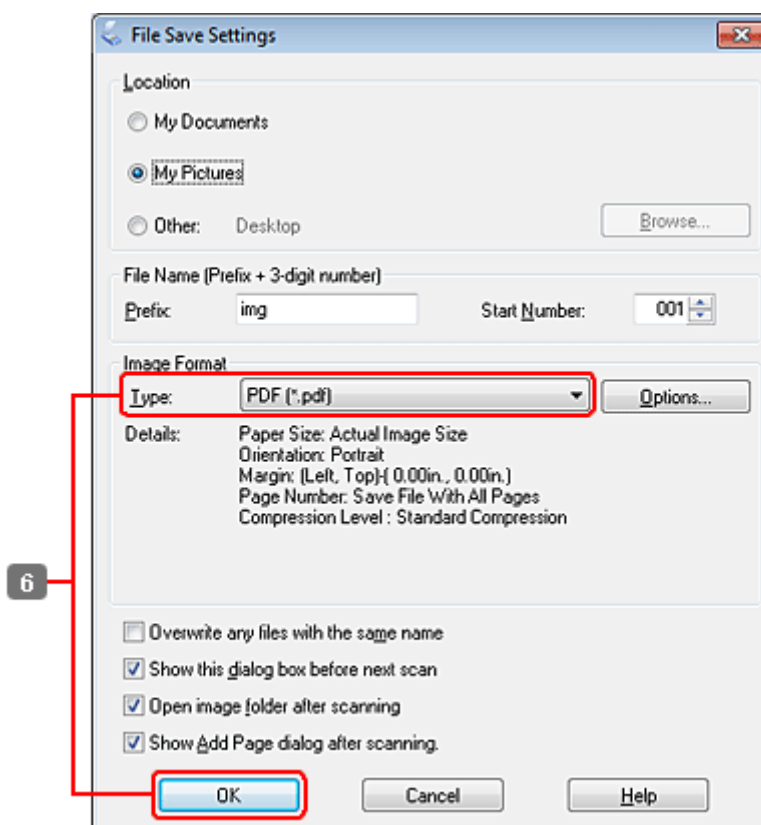 File Save Settings
Location
My Documents
My Pictures
Other: Desktop Browse...
File Name (Prefix + 3-digit number)
Prefix: img Start Number: 001
Image Format
Type: PDF (*.pdf) Options...
Details: Paper Size: Actual Image Size
Orientation: Portrait
Margin: (Left, Top)-( 0.00in., 0.00in.)
Page Number: Save File With All Pages
Compression Level : Standard Compression
6
Overwrite any files with the same name
Show this dialog box before next scan
Open image folder after scanning
Show Add Page dialog after scanning.
OK Cancel Help